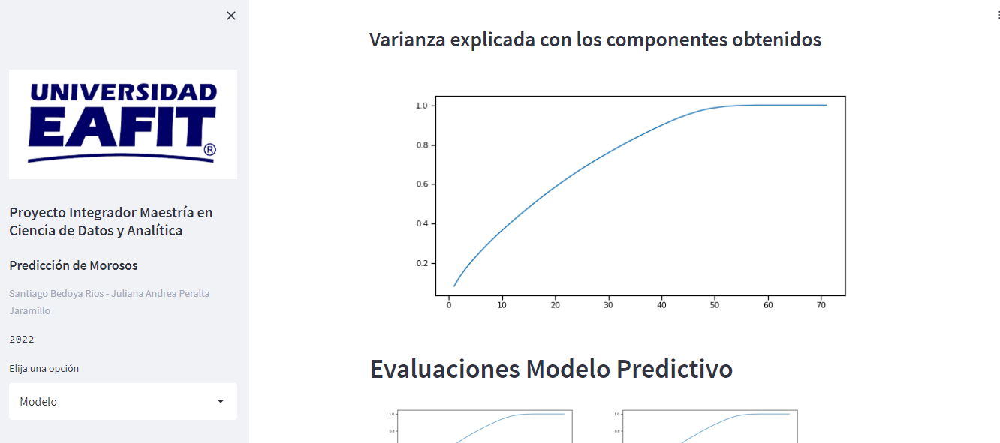 UNIVERSIDAD
EAFIT®
Proyecto Integrador Maestría en
Ciencia de Datos y Analítica
Predicción de Morosos
Santiago Bedoya Rios - Juliana Andrea Peralta
Jaramillo
2022
Elija una opción
Modelo
Varianza explicada con los componentes obtenidos
1.0
0.8
0.6
0.4
0.2
0 10 20 30 40 50 60 70
Evaluaciones Modelo Predictivo
1.0 1.0
0.8 0.8